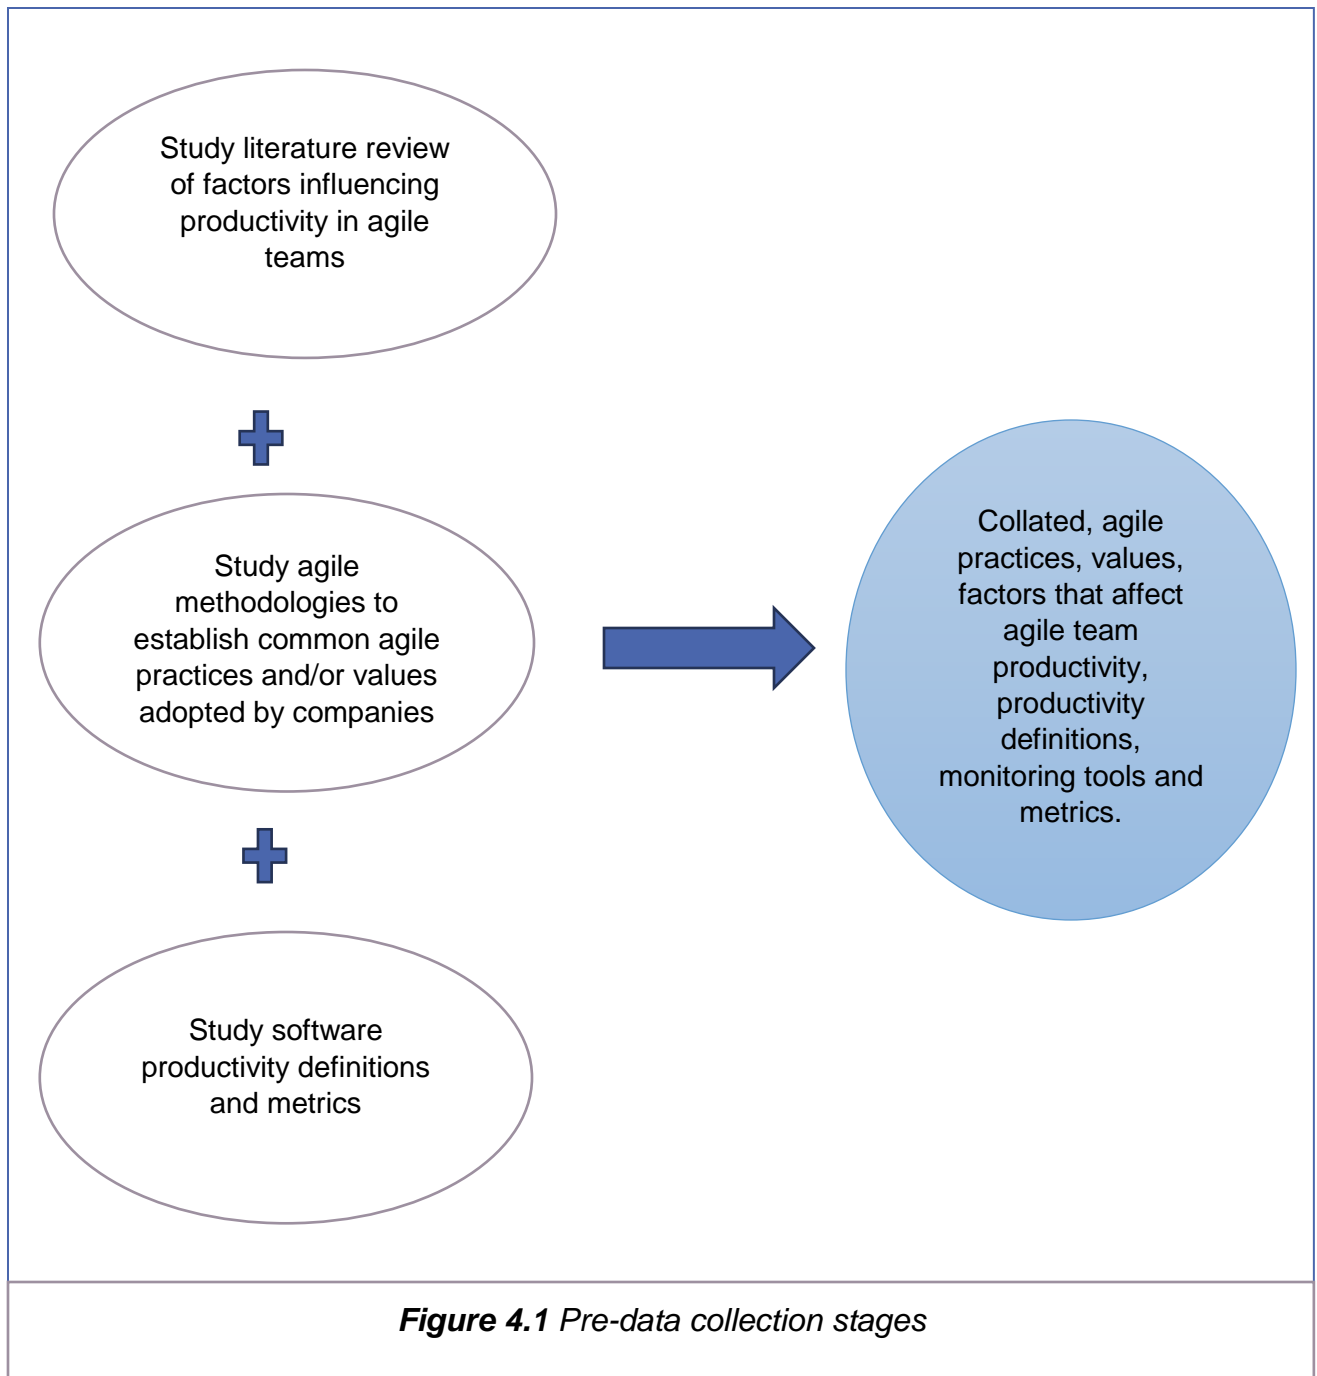 Study literature review
of factors influencing
productivity in agile
teams
Study agile
methodologies to
establish common agile
practices and/or values
adopted by companies
Study software
productivity definitions
and metrics
Collated, agile
practices, values,
factors that affect
agile team
productivity,
productivity
definitions,
monitoring tools and
metrics.
Figure 4.1 Pre-data collection stages